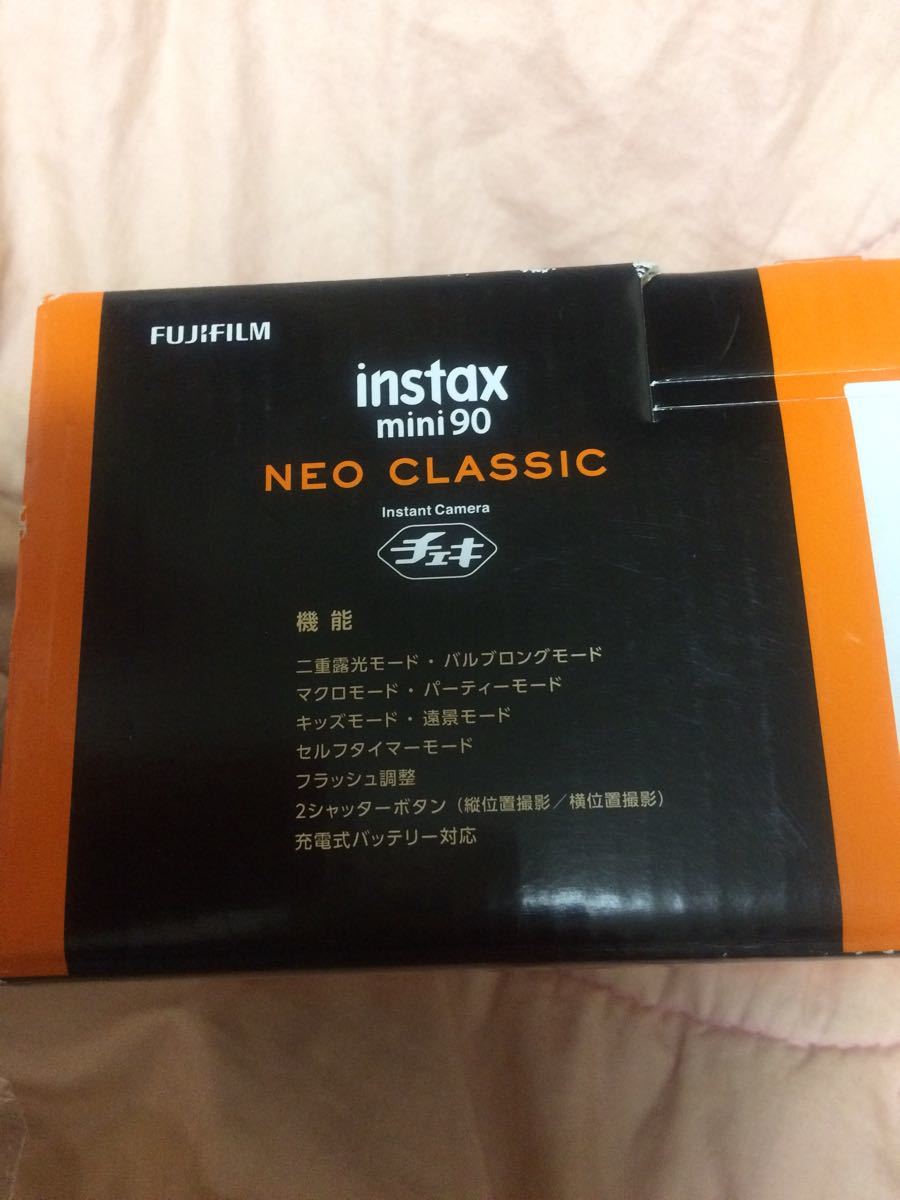 FUJIFILM
instax
mini 90
NEO CLASSIC
Instant Camera
チェキ
機能
二重露光モード・バルブロングモード
マクロモード・パーティーモード
キッズモード・遠景モード
セルフタイマーモード
フラッシュ調整
2シャッターボタン（縦位置撮影／横位置撮影）
充電式バッテリー対応